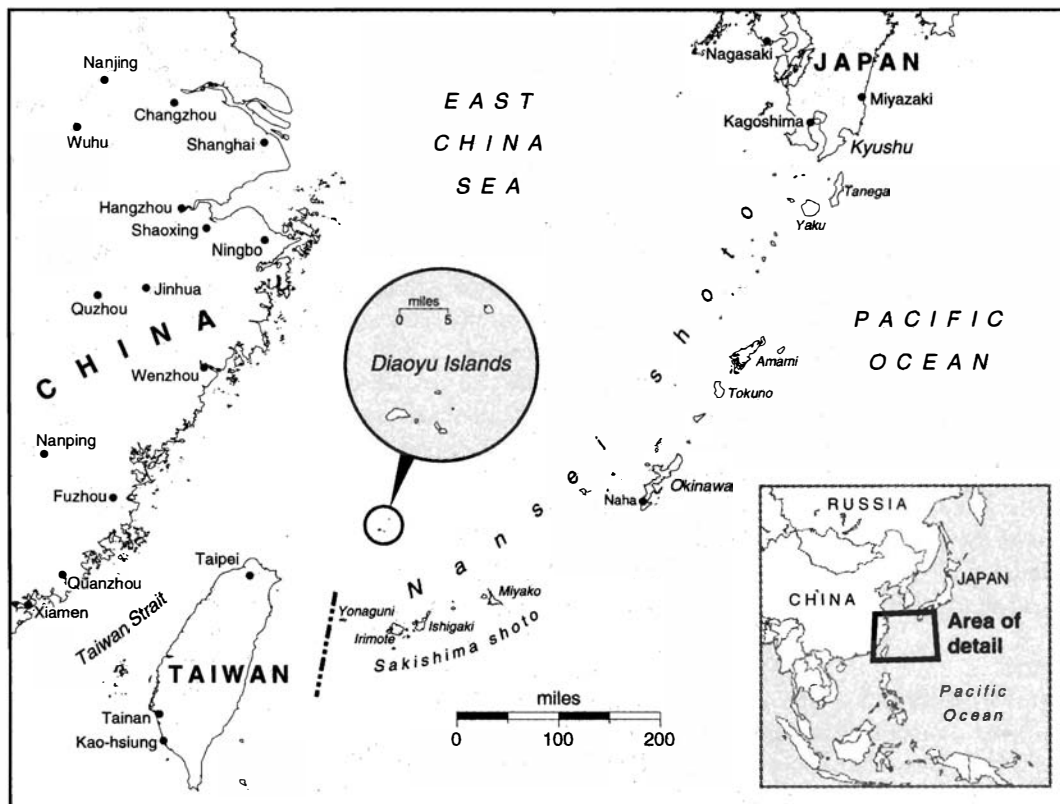 Nanjing
Changzhou
Wuhu
Shanghai
Hangzhou
Shaoxing
Ningbo
Jinhua
Quzhou
CHINA
Wenzhou
Nanping
Fuzhou
Quanzhou
Xiamen
Taiwan Strait
Taipei
TAIWAN
Tainan
Kao-hsiung
EAST
CHINA
SEA
miles
0 5
Diaoyu Islands
Nagasaki
JAPAN
Miyazaki
Kagoshima
Kyushu
Tanega
Yaku
Nansei shoto
PACIFIC
OCEAN
Amami
Tokuno
Okinawa
Naha
Miyako
Yonaguni
Ishigaki
Irimote
Sakishima shoto
miles
0 100 200
RUSSIA
JAPAN
CHINA
Area of
detail
Pacific
Ocean